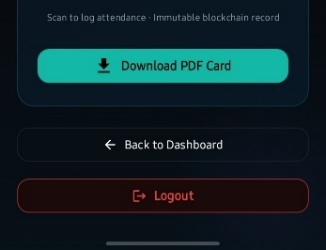 Scan to log attendance · Immutable blockchain record
Download PDF Card
Back to Dashboard
Logout